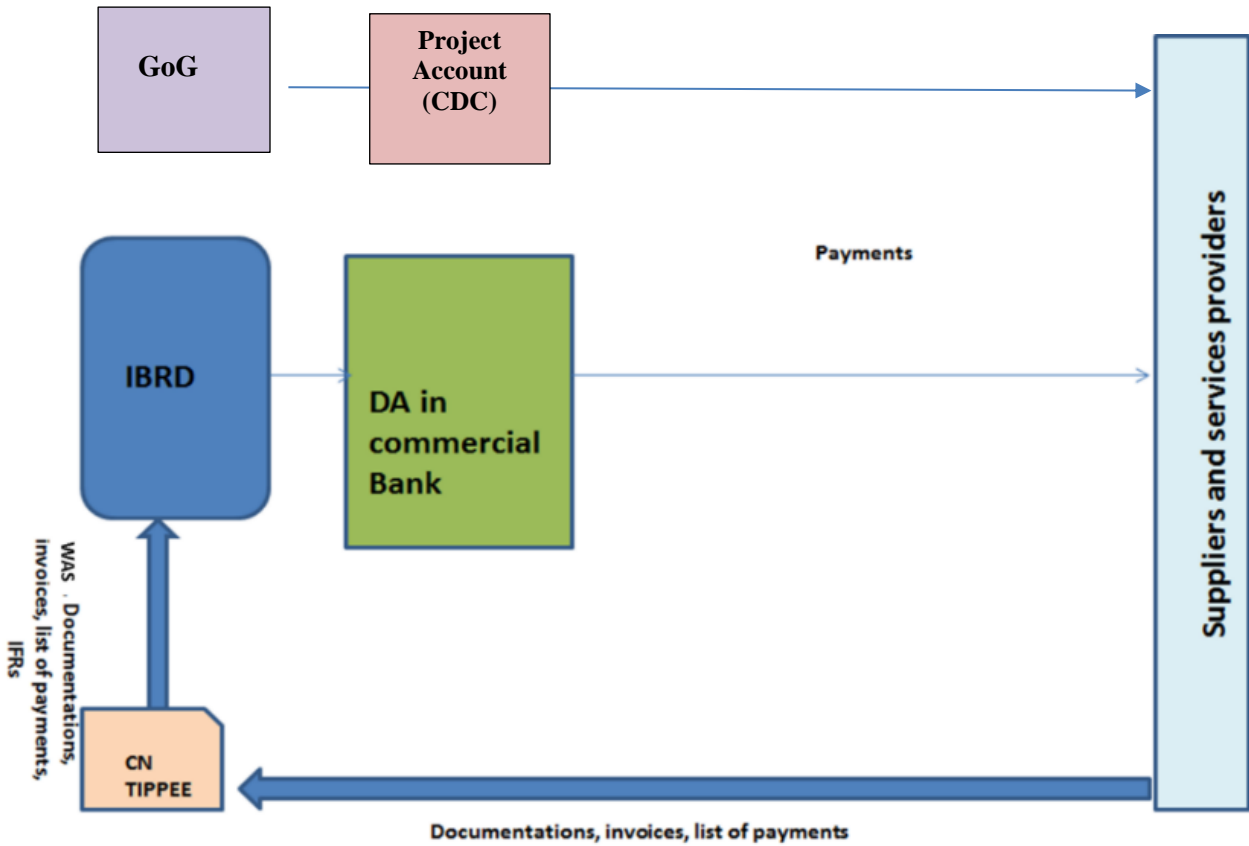 GoG
Project
Account
(CDC)
Payments
IBRD
DA in
commercial
Bank
Suppliers and services providers
WAS . Documentations,
invoices, list of payments,
IFRs
CN
TIPPEE
Documentations, invoices, list of payments